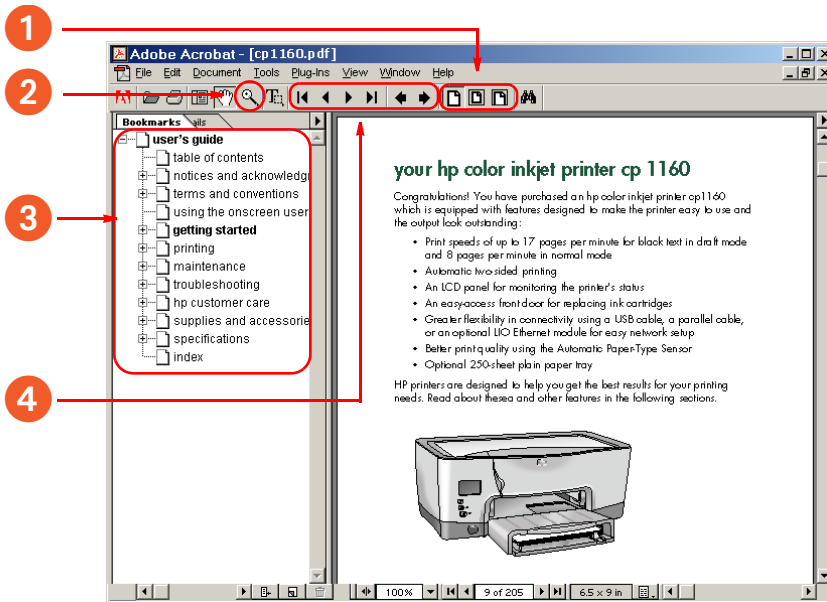 1
Adobe Acrobat - [cp1160.pdf]
File Edit Document Tools Plug-Ins View Window Help
2
Bookmarks ails
user's guide
table of contents
notices and acknowledg
terms and conventions
using the onscreen user
getting started
printing
maintenance
troubleshooting
hp customer care
supplies and accessorie
specifications
index
3
4
your hp color inkjet printer cp 1160
Congratulations! You have purchased an hp color inkjet printer cp1160
which is equipped with features designed to make the printer easy to use and
the output look outstanding:
• Print speeds of up to 17 pages per minute for black text in draft mode
and 8 pages per minute in normal mode
• Automatic two-sided printing
• An LCD panel for monitoring the printer's status
• An easy-access front door for replacing ink cartridges
• Greater flexibility in connectivity using a USB cable, a parallel cable,
or an optional LIO Ethernet module for easy network setup
• Better print quality using the Automatic Paper-Type Sensor
• Optional 250-sheet plain paper tray
HP printers are designed to help you get the best results for your printing
needs. Read about thesea and other features in the following sections.
100% 9 of 205 6.5 x 9 in